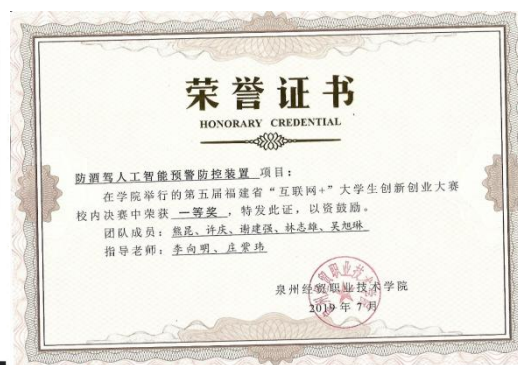 荣誉证书
HONORARY CREDENTIAL
防酒驾人工智能预警防控装置 项目：
在学院举行的第五届福建省“互联网+”大学生创新创业大赛
校内决赛中荣获 一等奖 ，特发此证，以资鼓励。
团队成员：熊昆、许庆、谢建强、林志雄、吴旭琳
指导老师：李向明、庄紫玮
泉州经贸职业技术学院
2019 年 7 月